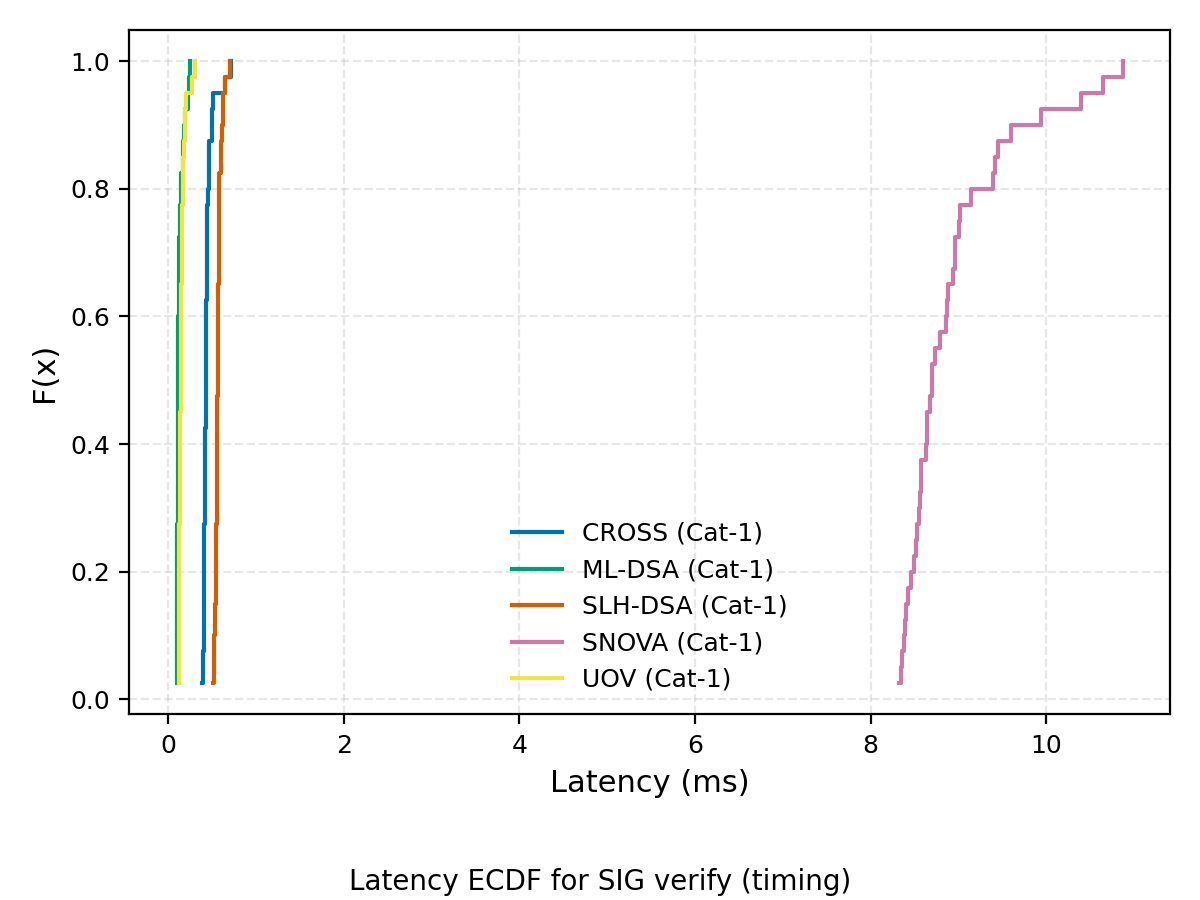 1.0
0.8
0.6
0.4
0.2
0.0
F(x)
CROSS (Cat-1)
ML-DSA (Cat-1)
SLH-DSA (Cat-1)
SNOVA (Cat-1)
UOV (Cat-1)
0 2 4 6 8 10
Latency (ms)
Latency ECDF for SIG verify (timing)